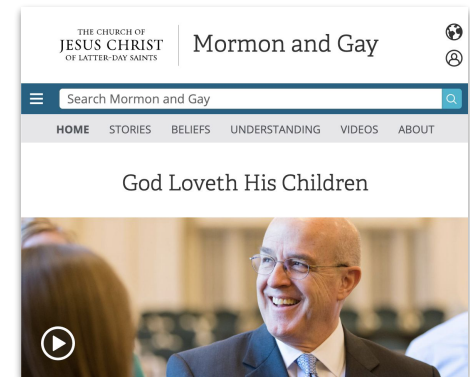 THE CHURCH OF
JESUS CHRIST
OF LATTER-DAY SAINTS
Mormon and Gay
Search Mormon and Gay
HOME STORIES BELIEFS UNDERSTANDING VIDEOS ABOUT
God Loveth His Children